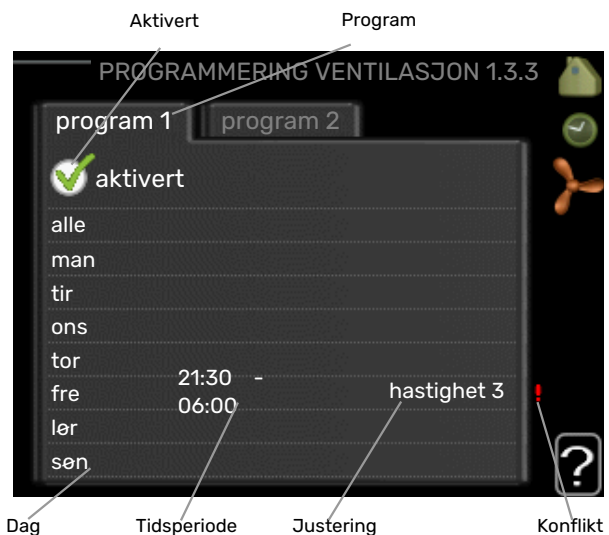 Aktivert Program
PROGRAMMERING VENTILASJON 1.3.3
program 1 program 2
aktivert
alle
man
tir
ons
tor
fre 21:30 - hastighet 3 !
06:00
lør
søn
?
Dag Tidsperiode Justering Konflikt